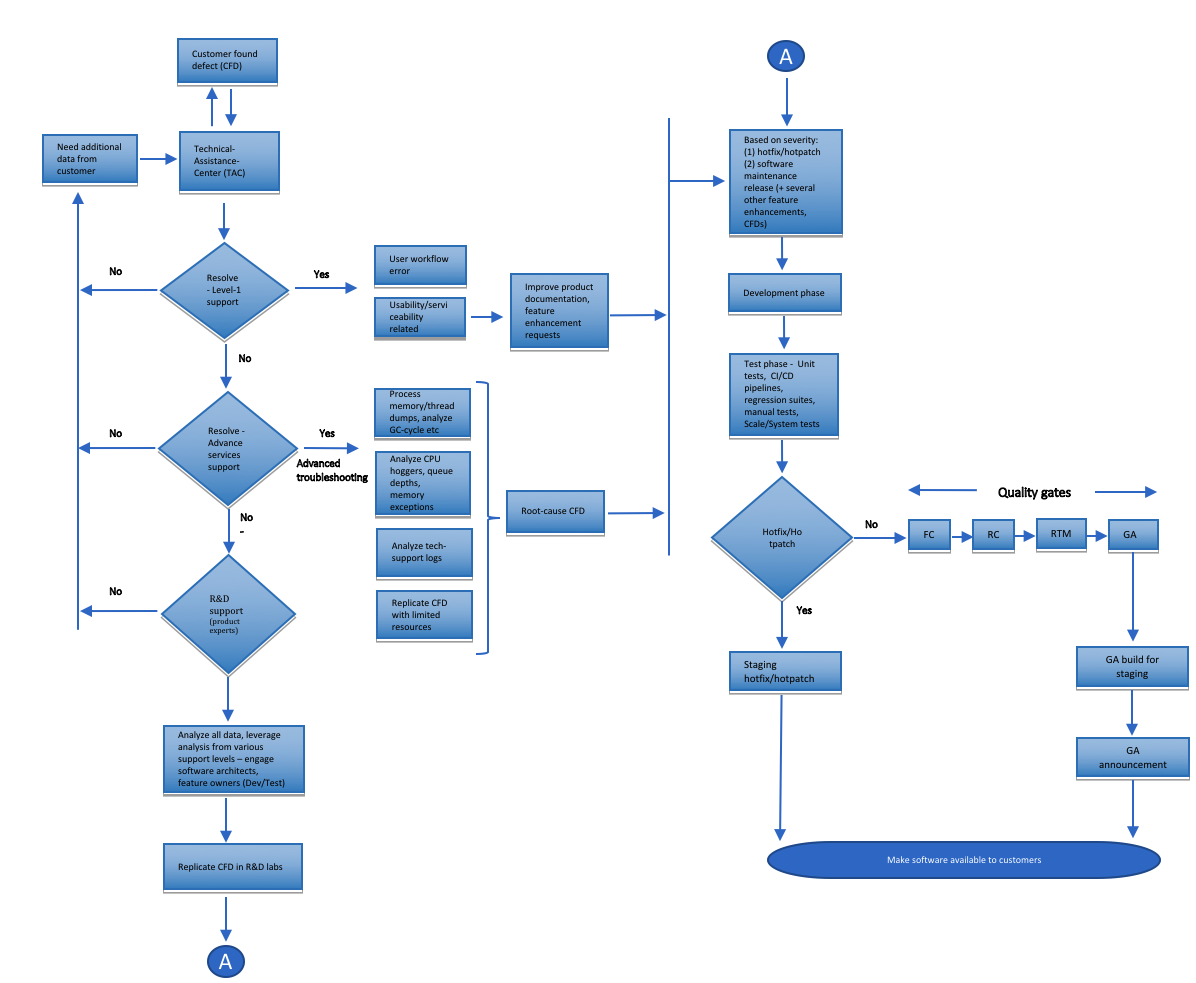 Customer found
defect (CFD)
Need additional
data from
customer
Technical-
Assistance-
Center (TAC)
No
Resolve
- Level-1
support
Yes
User workflow
error
Usability/servi
ceability
related
Improve product
documentation,
feature
enhancement
requests
No
No
Resolve -
Advance
services
support
Yes
Advanced
troubleshooting
Process
memory/thread
dumps, analyze
GC-cycle etc
Analyze CPU
hoggers, queue
depths,
memory
exceptions
Analyze tech-
support logs
Replicate CFD
with limited
resources
Root-cause CFD
No
-
No
R&D
support
(product
experts)
Analyze all data, leverage
analysis from various
support levels – engage
software architects,
feature owners (Dev/Test)
Replicate CFD in R&D labs
A
A
Based on severity:
(1) hotfix/hotpatch
(2) software
maintenance
release (+ several
other feature
enhancements,
CFDs)
Development phase
Test phase - Unit
tests, CI/CD
pipelines,
regression suites,
manual tests,
Scale/System tests
Hotfix/Ho
tpatch
No
Quality gates
FC
RC
RTM
GA
Yes
Staging
hotfix/hotpatch
GA build for
staging
GA
announcement
Make software available to customers